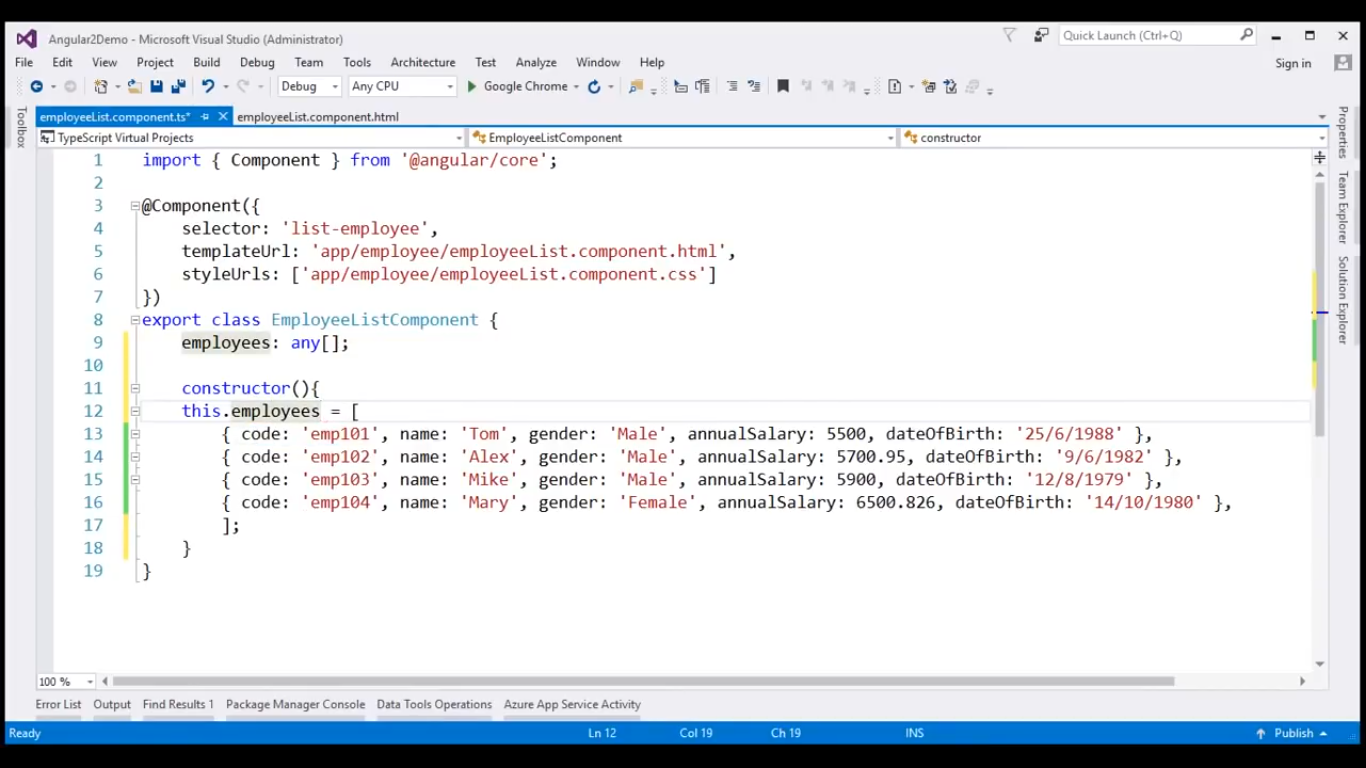 Angular2Demo - Microsoft Visual Studio (Administrator)
Quick Launch (Ctrl+Q)
File Edit View Project Build Debug Team Tools Architecture Test Analyze Window Help
Sign in
Debug Any CPU Google Chrome
employeeList.component.ts* employeeList.component.html
TypeScript Virtual Projects EmployeeListComponent constructor
Toolbox
Properties
Team Explorer
Solution Explorer
1 import { Component } from '@angular/core';
2
3 @Component({
4 selector: 'list-employee',
5 templateUrl: 'app/employee/employeeList.component.html',
6 styleUrls: ['app/employee/employeeList.component.css']
7 })
8 export class EmployeeListComponent {
9 employees: any[];
10
11 constructor(){
12 this.employees = [
13 { code: 'emp101', name: 'Tom', gender: 'Male', annualSalary: 5500, dateOfBirth: '25/6/1988' },
14 { code: 'emp102', name: 'Alex', gender: 'Male', annualSalary: 5700.95, dateOfBirth: '9/6/1982' },
15 { code: 'emp103', name: 'Mike', gender: 'Male', annualSalary: 5900, dateOfBirth: '12/8/1979' },
16 { code: 'emp104', name: 'Mary', gender: 'Female', annualSalary: 6500.826, dateOfBirth: '14/10/1980' },
17 ];
18 }
19 }
100 %
Error List Output Find Results 1 Package Manager Console Data Tools Operations Azure App Service Activity
Ready Ln 12 Col 19 Ch 19 INS Publish